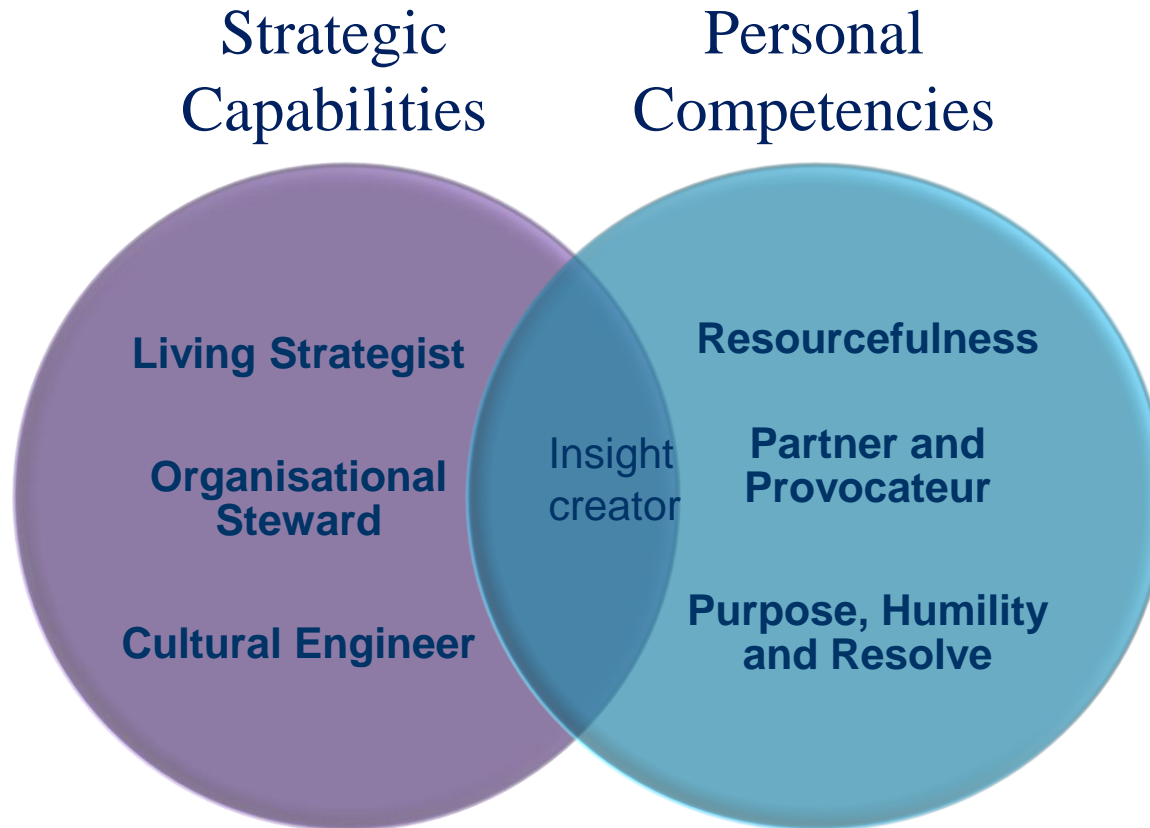 Strategic
Capabilities
Personal
Competencies
Living Strategist
Organisational
Steward
Cultural Engineer
Insight
creator
Resourcefulness
Partner and
Provocateur
Purpose, Humility
and Resolve